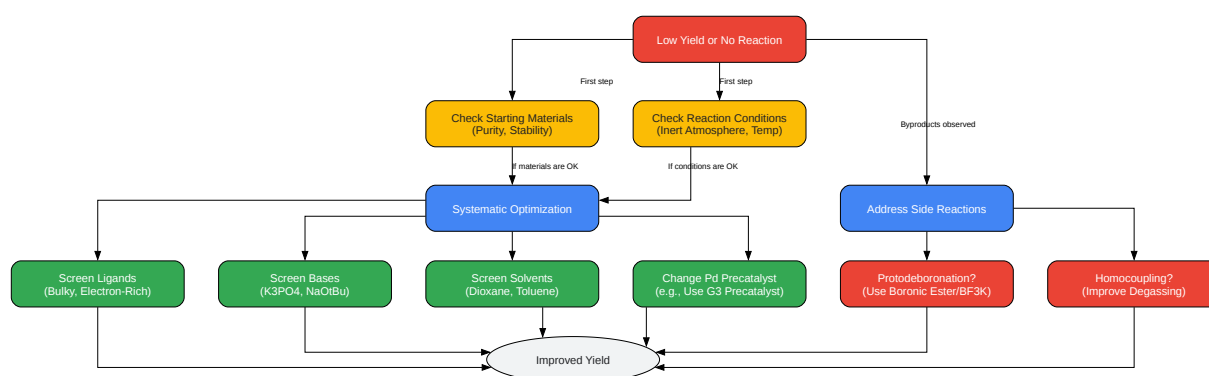 Low Yield or No Reaction
First step
First step
Check Starting Materials
(Purity, Stability)
Check Reaction Conditions
(Inert Atmosphere, Temp)
Byproducts observed
If materials are OK
If conditions are OK
Systematic Optimization
Address Side Reactions
Screen Ligands
(Bulky, Electron-Rich)
Screen Bases
(K3PO4, NaOtBu)
Screen Solvents
(Dioxane, Toluene)
Change Pd Precatalyst
(e.g., Use G3 Precatalyst)
Protodeboronation?
(Use Boronic Ester/BF3K)
Homocoupling?
(Improve Degassing)
Improved Yield